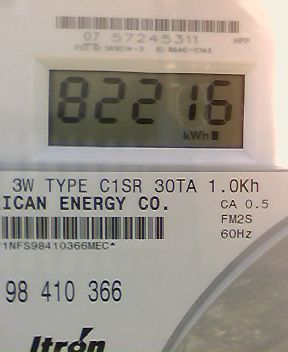 07 57245311
82216
kWh
3W TYPE C1SR 30TA 1.0Kh
ICAN ENERGY CO.
CA 0.5
FM2S
60Hz
1NFS98410366MEC*
98 410 366
Itron